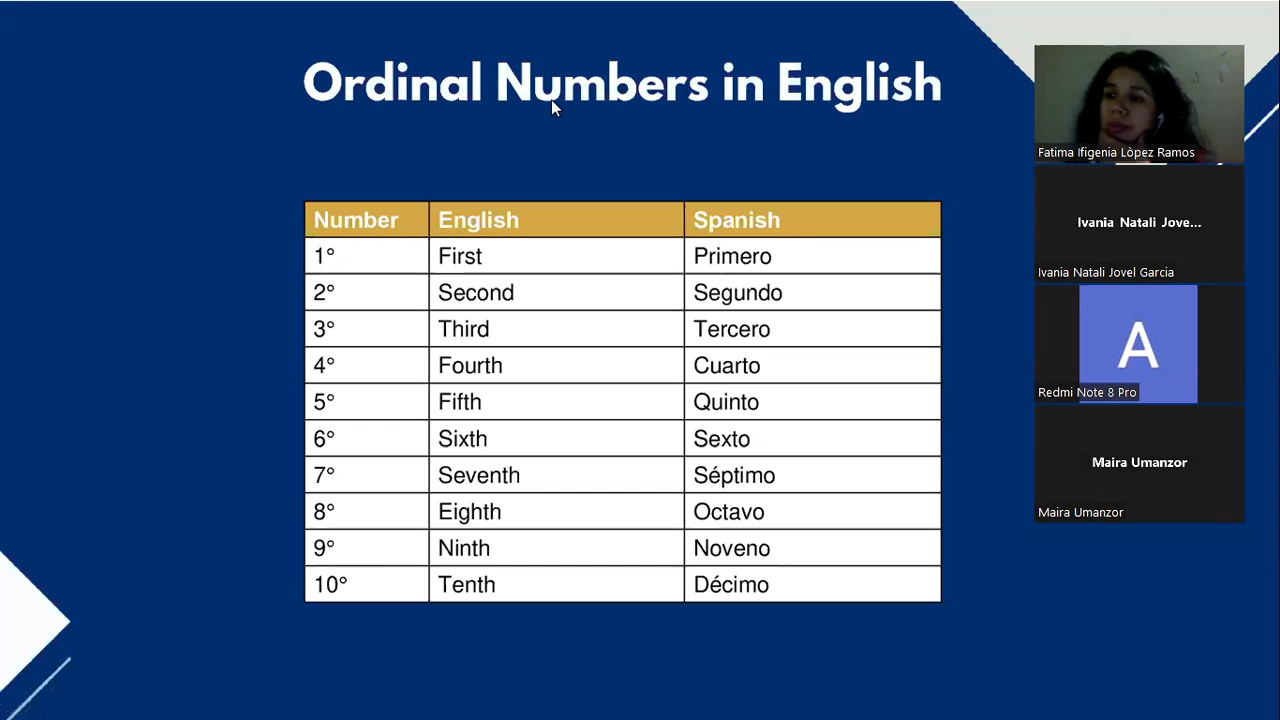 Ordinal Numbers in English
Number English Spanish
1° First Primero
2° Second Segundo
3° Third Tercero
4° Fourth Cuarto
5° Fifth Quinto
6° Sixth Sexto
7° Seventh Séptimo
8° Eighth Octavo
9° Ninth Noveno
10° Tenth Décimo
Fatima Ifigenia Lòpez Ramos
Ivania Natali Jove...
Ivania Natali Jovel Garcia
A
Redmi Note 8 Pro
Maira Umanzor
Maira Umanzor